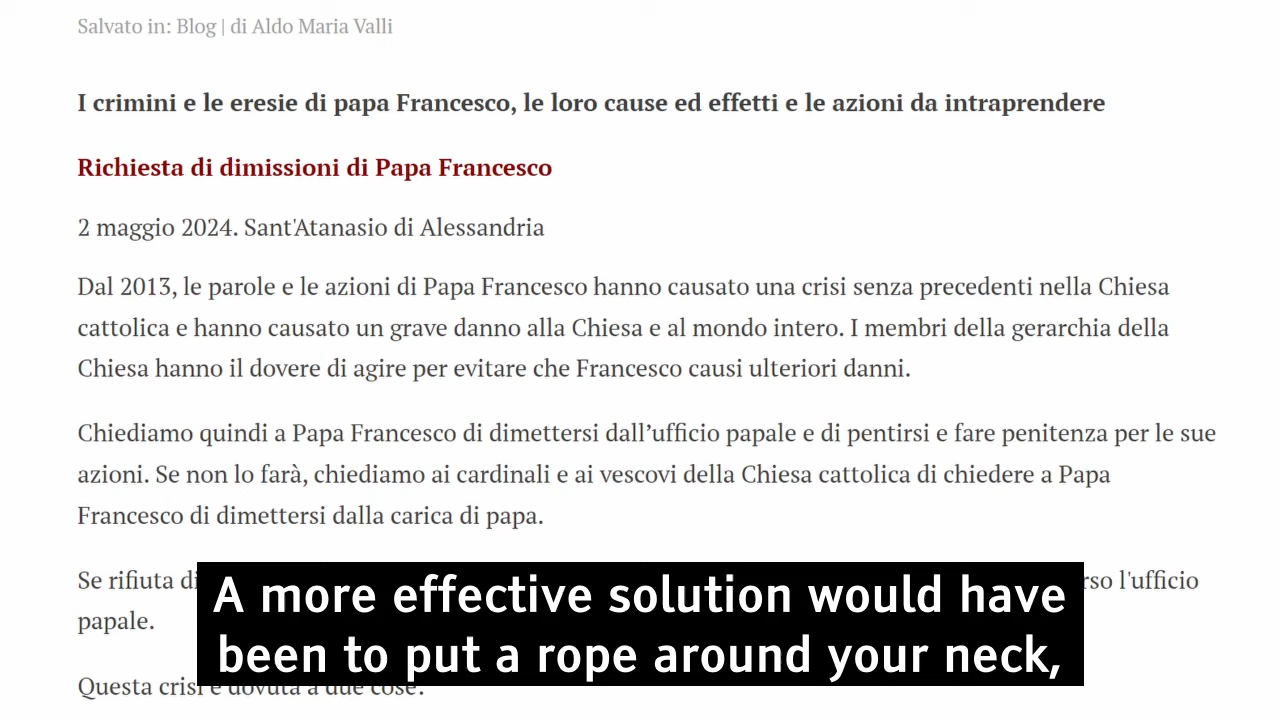 Salvato in: Blog | di Aldo Maria Valli
I crimini e le eresie di papa Francesco, le loro cause ed effetti e le azioni da intraprendere
Richiesta di dimissioni di Papa Francesco
2 maggio 2024. Sant'Atanasio di Alessandria
Dal 2013, le parole e le azioni di Papa Francesco hanno causato una crisi senza precedenti nella Chiesa
cattolica e hanno causato un grave danno alla Chiesa e al mondo intero. I membri della gerarchia della
Chiesa hanno il dovere di agire per evitare che Francesco causi ulteriori danni.
Chiediamo quindi a Papa Francesco di dimettersi dall’ufficio papale e di pentirsi e fare penitenza per le sue
azioni. Se non lo farà, chiediamo ai cardinali e ai vescovi della Chiesa cattolica di chiedere a Papa
Francesco di dimettersi dalla carica di papa.
Se rifiuta l'ufficio
papale.
A more effective solution would have
been to put a rope around your neck,
Questa crisi è dovuta a due cose: